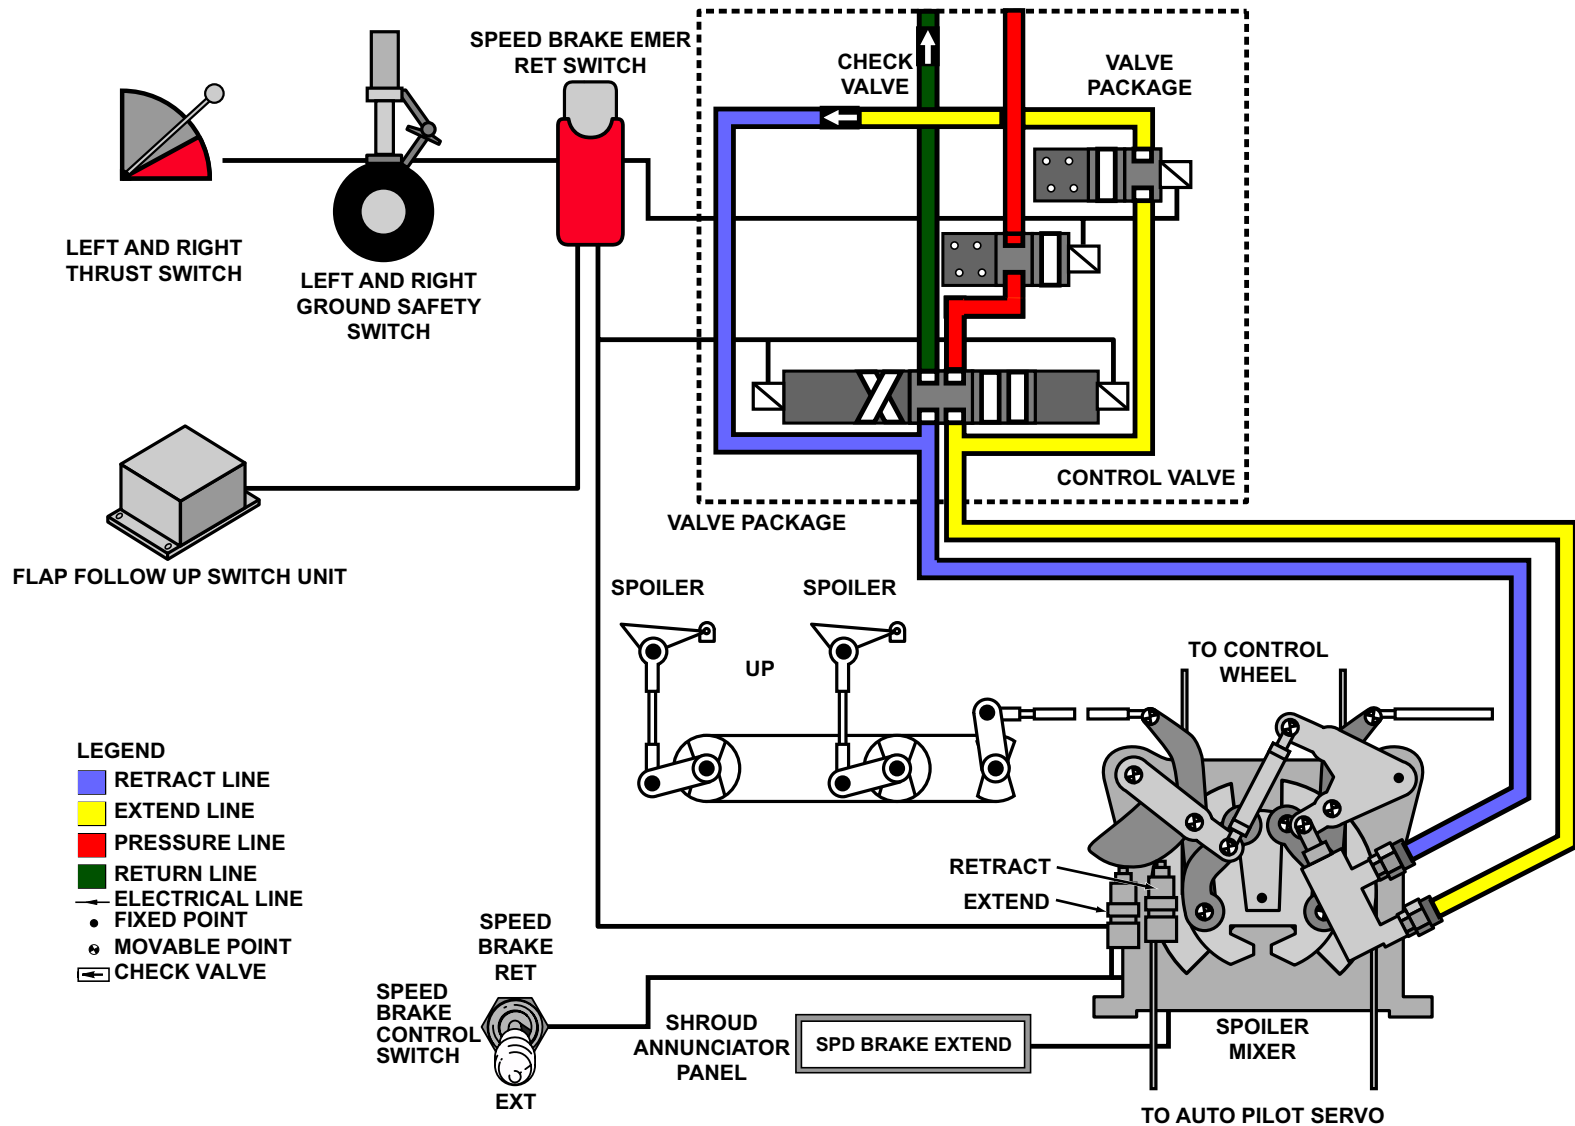 SPEED BRAKE EMER
RET SWITCH
CHECK
VALVE
VALVE
PACKAGE
LEFT AND RIGHT
THRUST SWITCH
LEFT AND RIGHT
GROUND SAFETY
SWITCH
CONTROL VALVE
VALVE PACKAGE
FLAP FOLLOW UP SWITCH UNIT
SPOILER
SPOILER
UP
TO CONTROL
WHEEL
LEGEND
RETRACT LINE
EXTEND LINE
PRESSURE LINE
RETURN LINE
ELECTRICAL LINE
FIXED POINT
MOVABLE POINT
CHECK VALVE
RETRACT
EXTEND
SPEED
BRAKE
RET
SPEED
BRAKE
CONTROL
SWITCH
EXT
SHROUD
ANNUNCIATOR
PANEL
SPD BRAKE EXTEND
SPOILER
MIXER
TO AUTO PILOT SERVO